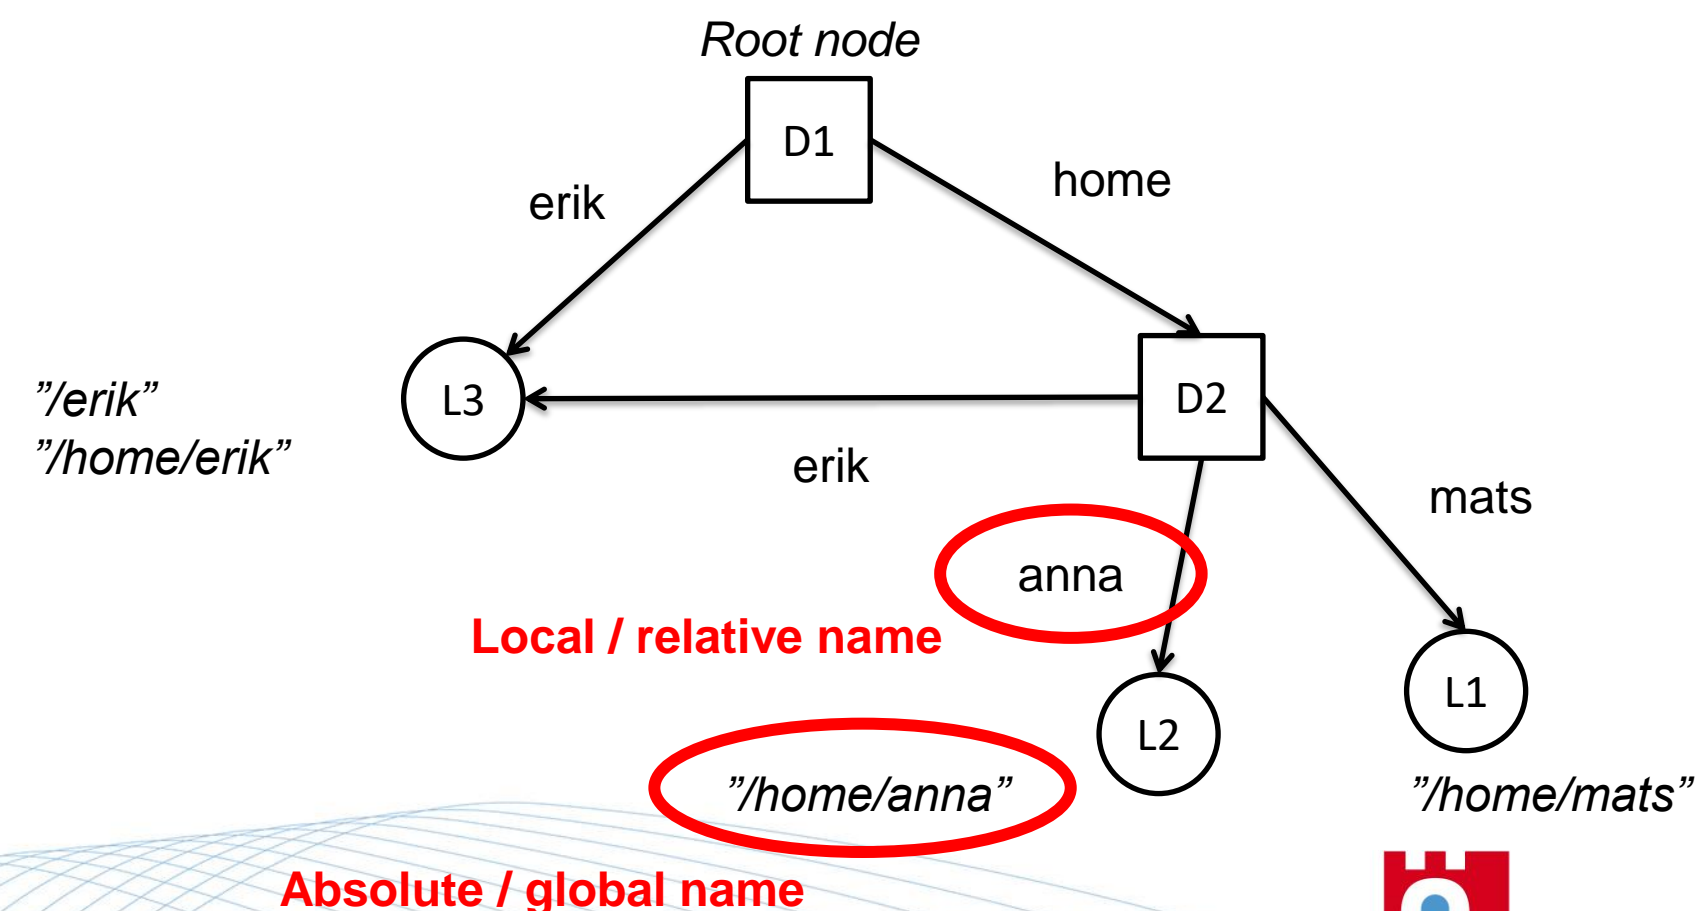 Root node
D1
erik
home
”/erik”
”/home/erik”
L3
D2
erik
mats
anna
Local / relative name
L2
L1
”/home/anna”
”/home/mats”
Absolute / global name